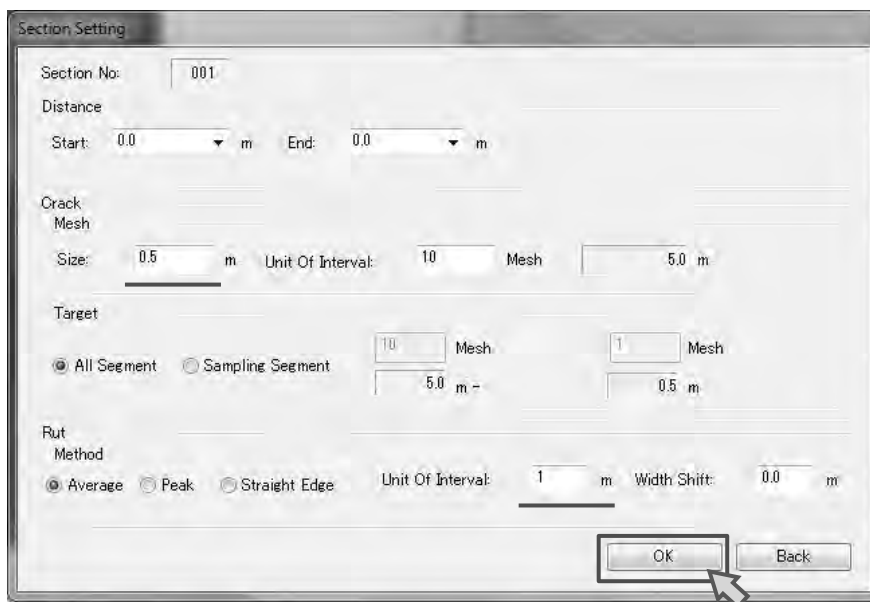 Section Setting
Section No: 001
Distance
Start: 0.0 m End: 0.0 m
Crack
Mesh
Size: 0.5 m Unit Of Interval: 10 Mesh 5.0 m
Target
10 Mesh 1 Mesh
All Segment Sampling Segment
5.0 m - 0.5 m
Rut
Method
Average Peak Straight Edge Unit Of Interval: 1 m Width Shift: 0.0 m
OK Back